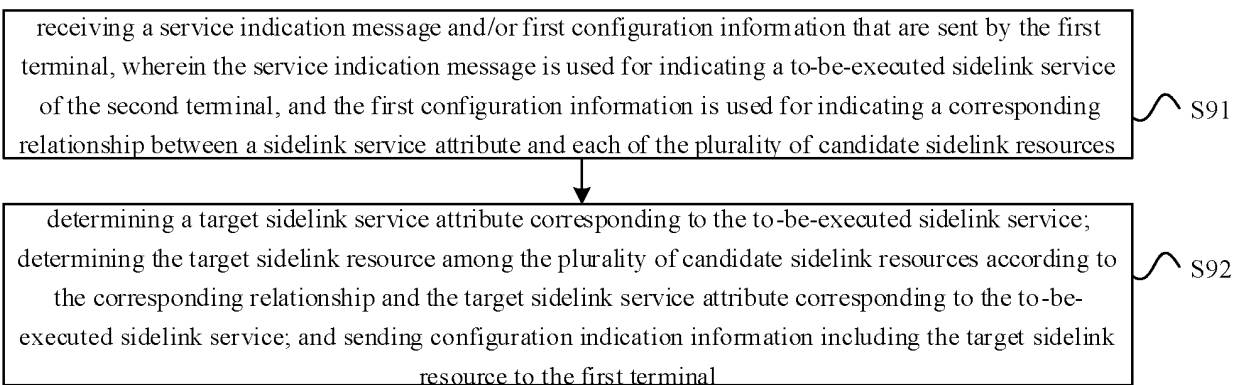 receiving a service indication message and/or first configuration information that are sent by the first
terminal, wherein the service indication message is used for indicating a to-be-executed sidelink service
of the second terminal, and the first configuration information is used for indicating a corresponding
relationship between a sidelink service attribute and each of the plurality of candidate sidelink resources
S91
determining a target sidelink service attribute corresponding to the to-be-executed sidelink service;
determining the target sidelink resource among the plurality of candidate sidelink resources according to
the corresponding relationship and the target sidelink service attribute corresponding to the to-be-
executed sidelink service; and sending configuration indication information including the target sidelink
resource to the first terminal
S92